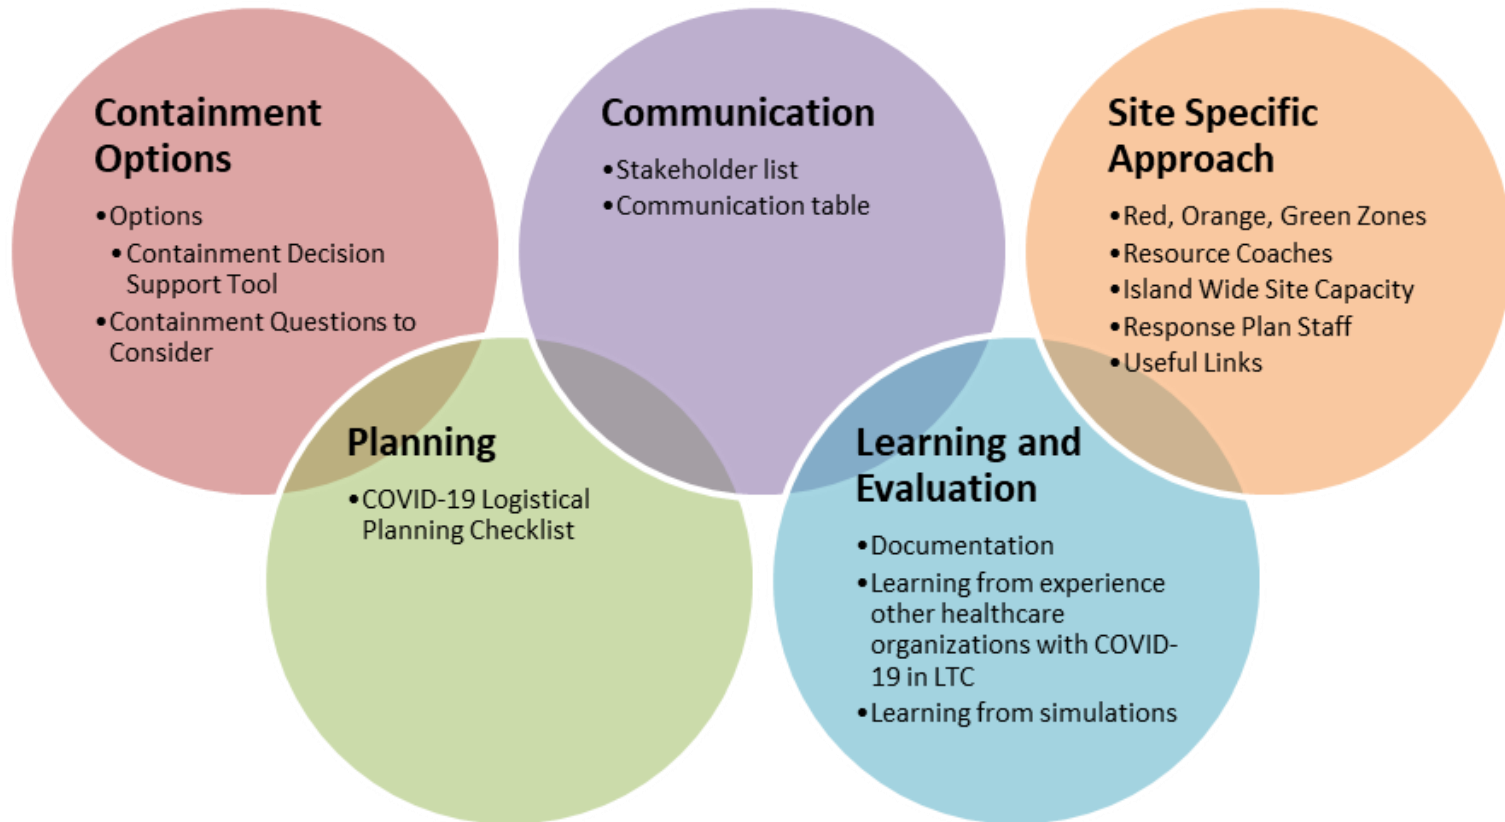 Containment
Options
•Options
•Containment Decision
Support Tool
•Containment Questions to
Consider
Communication
•Stakeholder list
•Communication table
Site Specific
Approach
•Red, Orange, Green Zones
•Resource Coaches
•Island Wide Site Capacity
•Response Plan Staff
•Useful Links
Planning
•COVID-19 Logistical
Planning Checklist
Learning and
Evaluation
•Documentation
•Learning from experience
other healthcare
organizations with COVID-
19 in LTC
•Learning from simulations